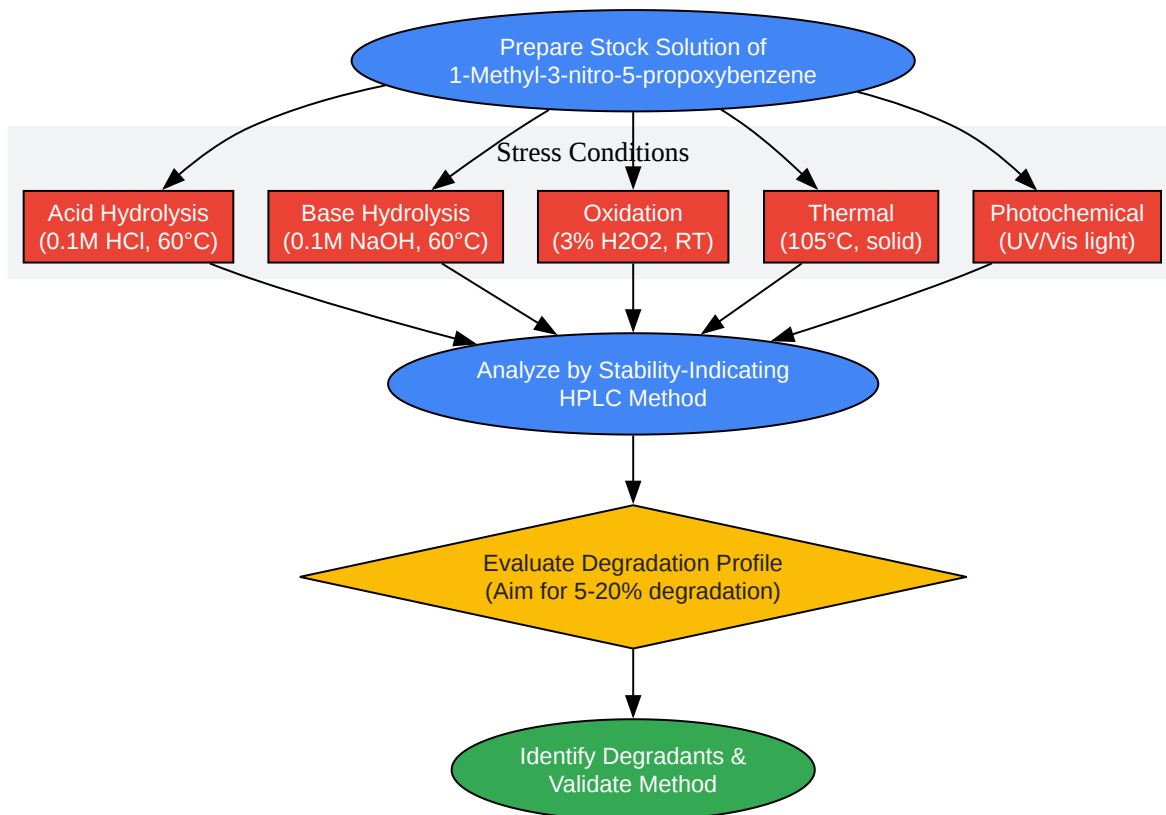 Prepare Stock Solution of
1-Methyl-3-nitro-5-propoxybenzene
Stress Conditions
Acid Hydrolysis
(0.1M HCl, 60°C)
Base Hydrolysis
(0.1M NaOH, 60°C)
Oxidation
(3% H2O2, RT)
Thermal
(105°C, solid)
Photochemical
(UV/Vis light)
Analyze by Stability-Indicating
HPLC Method
Evaluate Degradation Profile
(Aim for 5-20% degradation)
Identify Degradants &
Validate Method